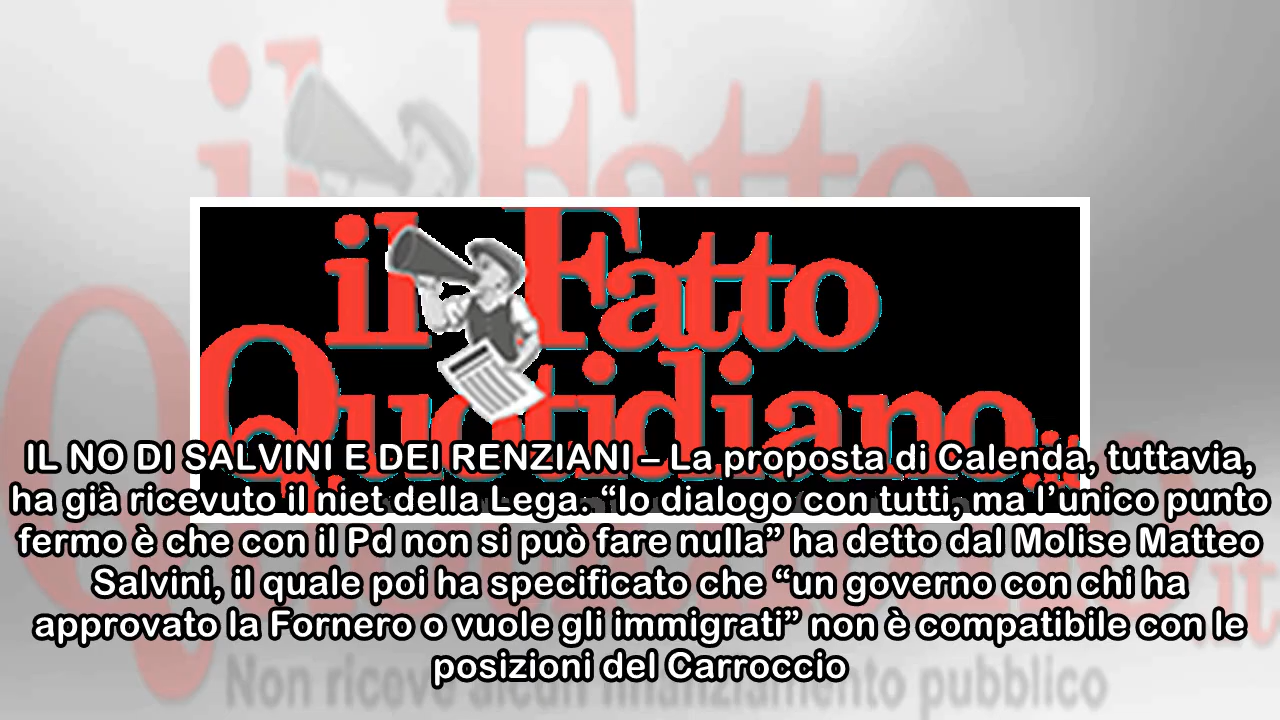 il Fatto
Quotidiano.it
IL NO DI SALVINI E DEI RENZIANI – La proposta di Calenda, tuttavia,
ha già ricevuto il niet della Lega. “Io dialogo con tutti, ma l’unico punto
fermo è che con il Pd non si può fare nulla” ha detto dal Molise Matteo
Salvini, il quale poi ha specificato che “un governo con chi ha
approvato la Fornero o vuole gli immigrati” non è compatibile con le
posizioni del Carroccio
Non riceve alcun finanziamento pubblico